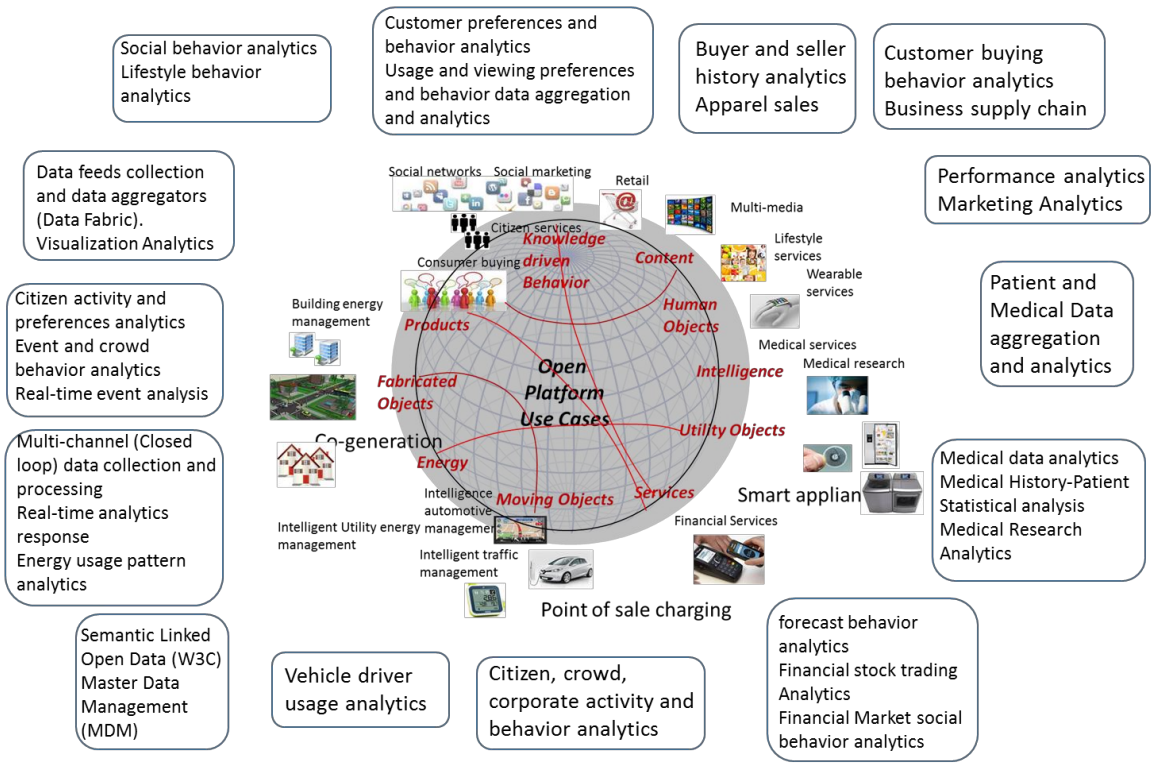 Social behavior analytics
Lifestyle behavior
analytics
Customer preferences and
behavior analytics
Usage and viewing preferences
and behavior data aggregation
and analytics
Buyer and seller
history analytics
Apparel sales
Customer buying
behavior analytics
Business supply chain
Data feeds collection
and data aggregators
(Data Fabric).
Visualization Analytics
Performance analytics
Marketing Analytics
Citizen activity and
preferences analytics
Event and crowd
behavior analytics
Real-time event analysis
Patient and
Medical Data
aggregation
and analytics
Multi-channel (Closed
loop) data collection and
processing
Real-time analytics
response
Energy usage pattern
analytics
Medical data analytics
Medical History-Patient
Statistical analysis
Medical Research
Analytics
Semantic Linked
Open Data (W3C)
Master Data
Management
(MDM)
Vehicle driver
usage analytics
Citizen, crowd,
corporate activity and
behavior analytics
forecast behavior
analytics
Financial stock trading
Analytics
Financial Market social
behavior analytics
Social networks
Social marketing
Retail
Multi-media
Citizen services
Lifestyle
services
Wearable
services
Consumer buying
Building energy
management
Medical services
Medical research
Co-generation
Smart applian
Intelligence
automotive
managemer
Intelligent Utility energy
management
Intelligent traffic
management
Financial Services
Point of sale charging
Knowledge
driven
Behavior
Content
Human
Objects
Products
Intelligence
Fabricated
Objects
Open
Platform
Use Cases
Utility Objects
Energy
Moving Objects
Services